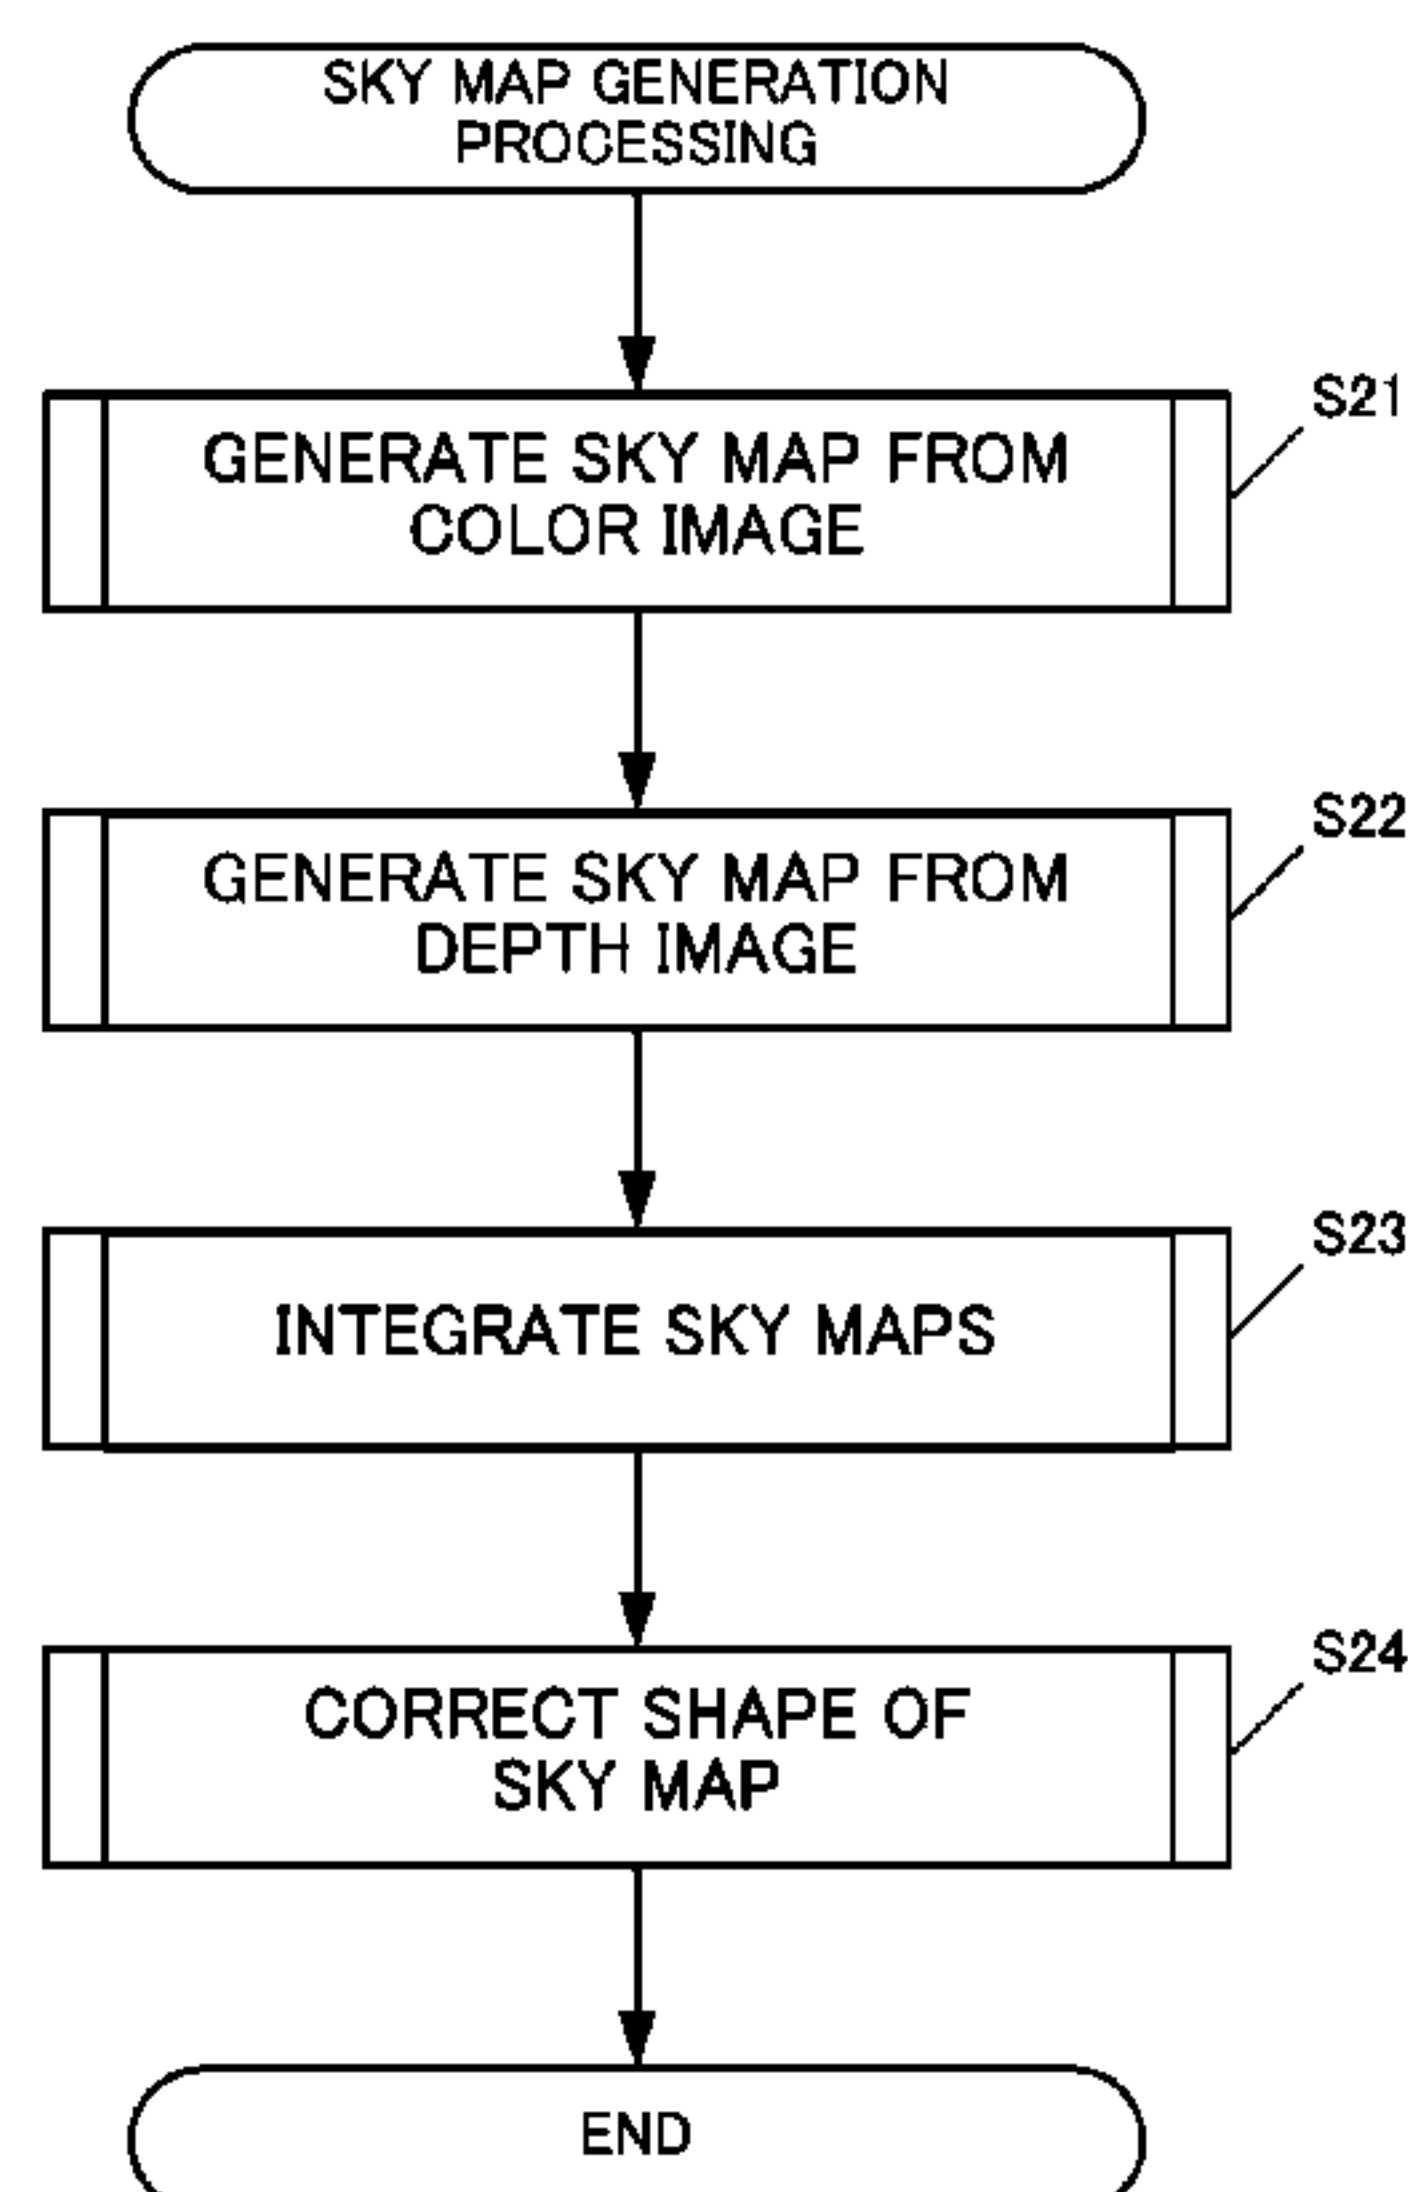 SKY MAP GENERATION
PROCESSING
S21
GENERATE SKY MAP FROM
COLOR IMAGE
S22
GENERATE SKY MAP FROM
DEPTH IMAGE
S23
INTEGRATE SKY MAPS
S24
CORRECT SHAPE OF
SKY MAP
END